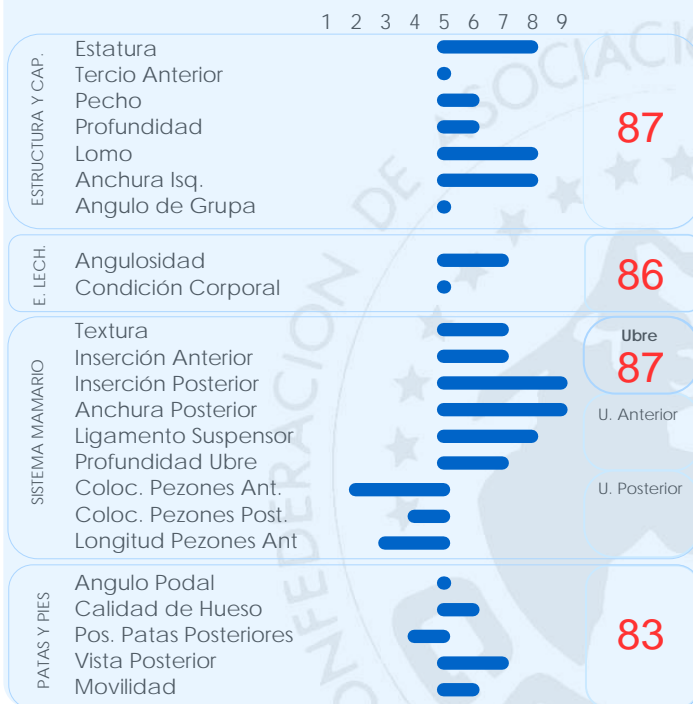 1 2 3 4 5 6 7 8 9
ESTRUCTURA Y CAP.
Estatura
Tercio Anterior
Pecho
Profundidad
Lomo
Anchura Isq.
Angulo de Grupa
87
E. LECH.
Angulosidad
Condición Corporal
86
SISTEMA MAMARIO
Textura
Inserción Anterior
Inserción Posterior
Anchura Posterior
Ligamento Suspensor
Profundidad Ubre
Coloc. Pezones Ant.
Coloc. Pezones Post.
Longitud Pezones Ant
Ubre
87
U. Anterior
U. Posterior
PATAS Y PIES
Angulo Podal
Calidad de Hueso
Pos. Patas Posteriores
Vista Posterior
Movilidad
83
CONFEDERACION DE ASOCIACIO